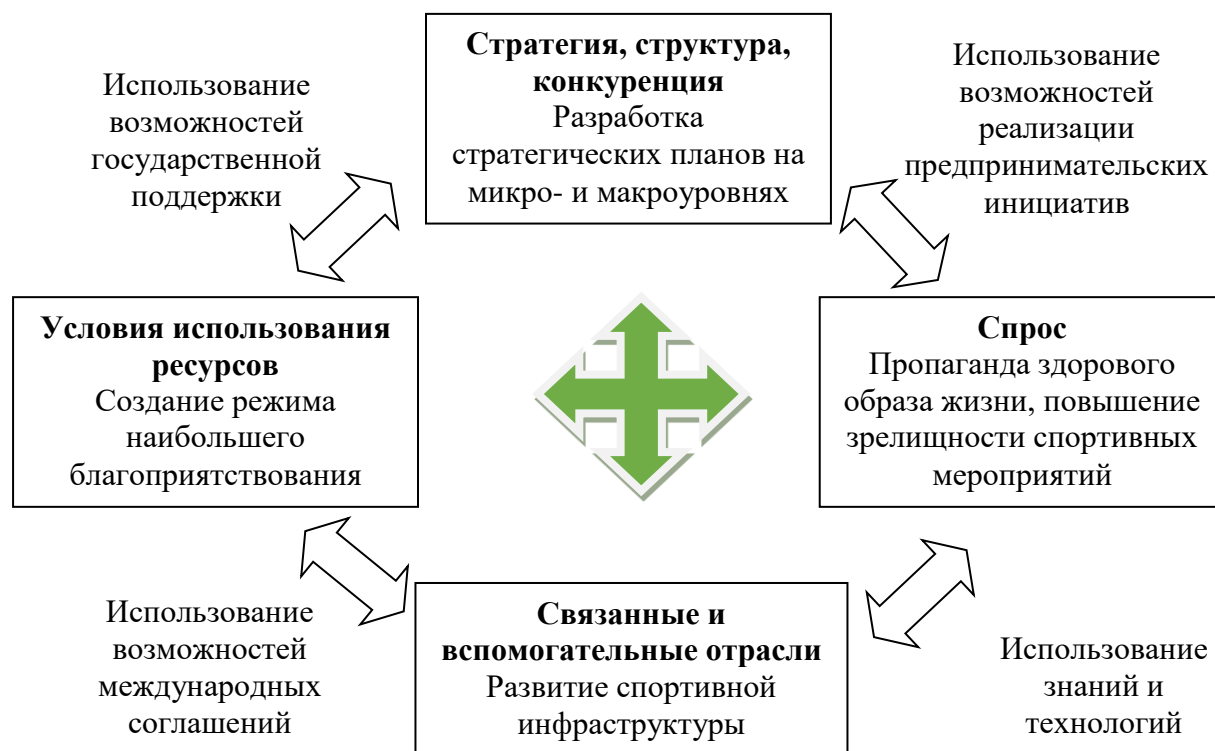 Использование
возможностей
государственной
поддержки
Стратегия, структура,
конкуренция
Разработка
стратегических планов на
микро- и макроуровнях
Использование
возможностей
реализации
предпринимательских
инициатив
Условия использования
ресурсов
Создание режима
наибольшего
благоприятствования
Спрос
Пропаганда здорового
образа жизни, повышение
зрелищности спортивных
мероприятий
Использование
возможностей
международных
соглашений
Связанные и
вспомогательные отрасли
Развитие спортивной
инфраструктуры
Использование
знаний и
технологий